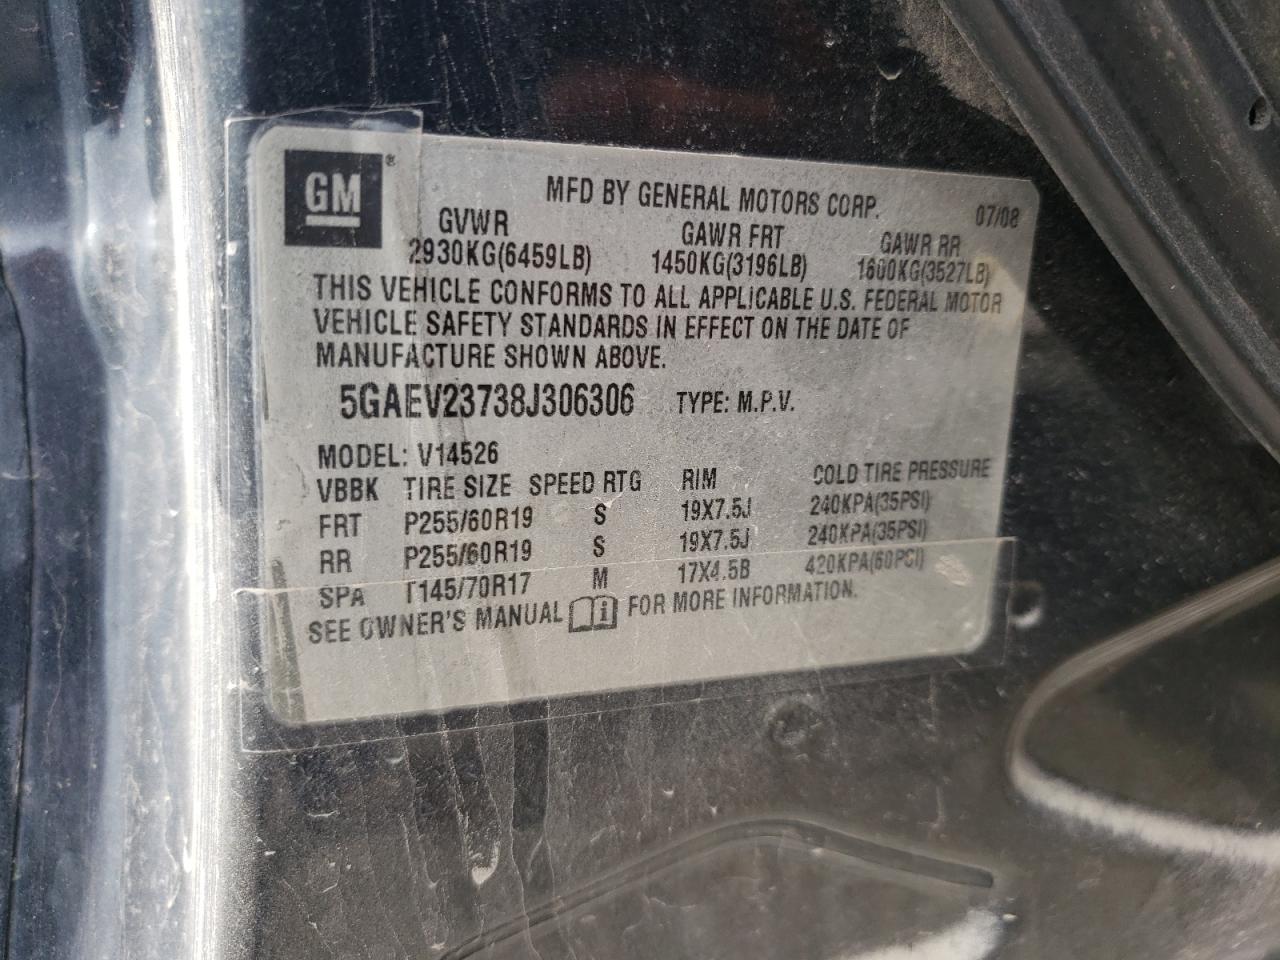 GM ®
MFD BY GENERAL MOTORS CORP. 07/08
GVWR GAWR FRT GAWR RR
2930KG(6459LB) 1450KG(3196LB) 1600KG(3527LB)
THIS VEHICLE CONFORMS TO ALL APPLICABLE U.S. FEDERAL MOTOR
VEHICLE SAFETY STANDARDS IN EFFECT ON THE DATE OF
MANUFACTURE SHOWN ABOVE.
5GAEV23738J306306 TYPE: M.P.V.
MODEL: V14526
VBBK TIRE SIZE SPEED RTG RIM COLD TIRE PRESSURE
FRT P255/60R19 S 19X7.5J 240KPA(35PSI)
RR P255/60R19 S 19X7.5J 240KPA(35PSI)
SPA T145/70R17 M 17X4.5B 420KPA(60PSI)
SEE OWNER'S MANUAL i FOR MORE INFORMATION.